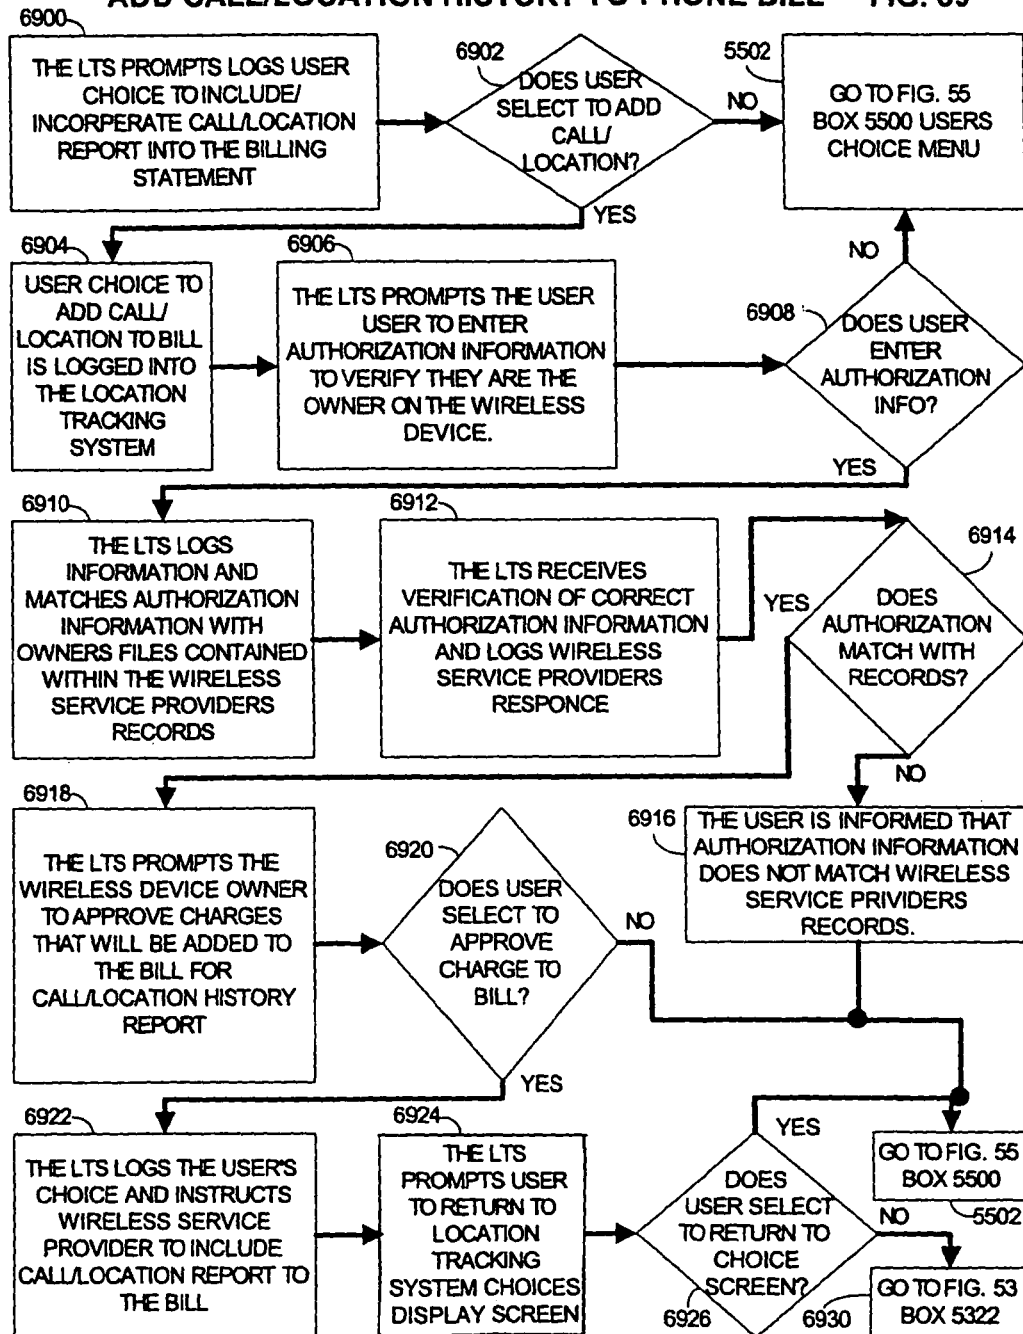 ADD CALL/LOCATION HISTORY TO PHONE BILL FIG. 69
6900
THE LTS PROMPTS LOGS USER
CHOICE TO INCLUDE/
INCORPERATE CALL/LOCATION
REPORT INTO THE BILLING
STATEMENT
6902
DOES USER
SELECT TO ADD
CALL/
LOCATION?
NO
YES
5502
GO TO FIG. 55
BOX 5500 USERS
CHOICE MENU
6904
USER CHOICE TO
ADD CALL/
LOCATION TO BILL
IS LOGGED INTO
THE LOCATION
TRACKING
SYSTEM
6906
THE LTS PROMPTS THE USER
USER TO ENTER
AUTHORIZATION INFORMATION
TO VERIFY THEY ARE THE
OWNER ON THE WIRELESS
DEVICE.
NO
6908
DOES USER
ENTER
AUTHORIZATION
INFO?
YES
6910
THE LTS LOGS
INFORMATION AND
MATCHES AUTHORIZATION
INFORMATION WITH
OWNERS FILES CONTAINED
WITHIN THE WIRELESS
SERVICE PROVIDERS
RECORDS
6912
THE LTS RECEIVES
VERIFICATION OF CORRECT
AUTHORIZATION INFORMATION
AND LOGS WIRELESS
SERVICE PROVIDERS
RESPONCE
6914
YES
DOES
AUTHORIZATION
MATCH WITH
RECORDS?
NO
6916
THE USER IS INFORMED THAT
AUTHORIZATION INFORMATION
DOES NOT MATCH WIRELESS
SERVICE PROVIDERS
RECORDS.
6918
THE LTS PROMPTS THE
WIRELESS DEVICE OWNER
TO APPROVE CHARGES
THAT WILL BE ADDED TO
THE BILL FOR
CALL/LOCATION HISTORY
REPORT
6920
DOES USER
SELECT TO
APPROVE
CHARGE TO
BILL?
NO
YES
6922
THE LTS LOGS THE USER'S
CHOICE AND INSTRUCTS
WIRELESS SERVICE
PROVIDER TO INCLUDE
CALL/LOCATION REPORT TO
THE BILL
6924
THE LTS
PROMPTS USER
TO RETURN TO
LOCATION
TRACKING
SYSTEM CHOICES
DISPLAY SCREEN
YES
DOES
USER SELECT
TO RETURN TO
CHOICE
SCREEN?
6926
NO
GO TO FIG. 55
BOX 5500
5502
6930
GO TO FIG. 53
BOX 5322